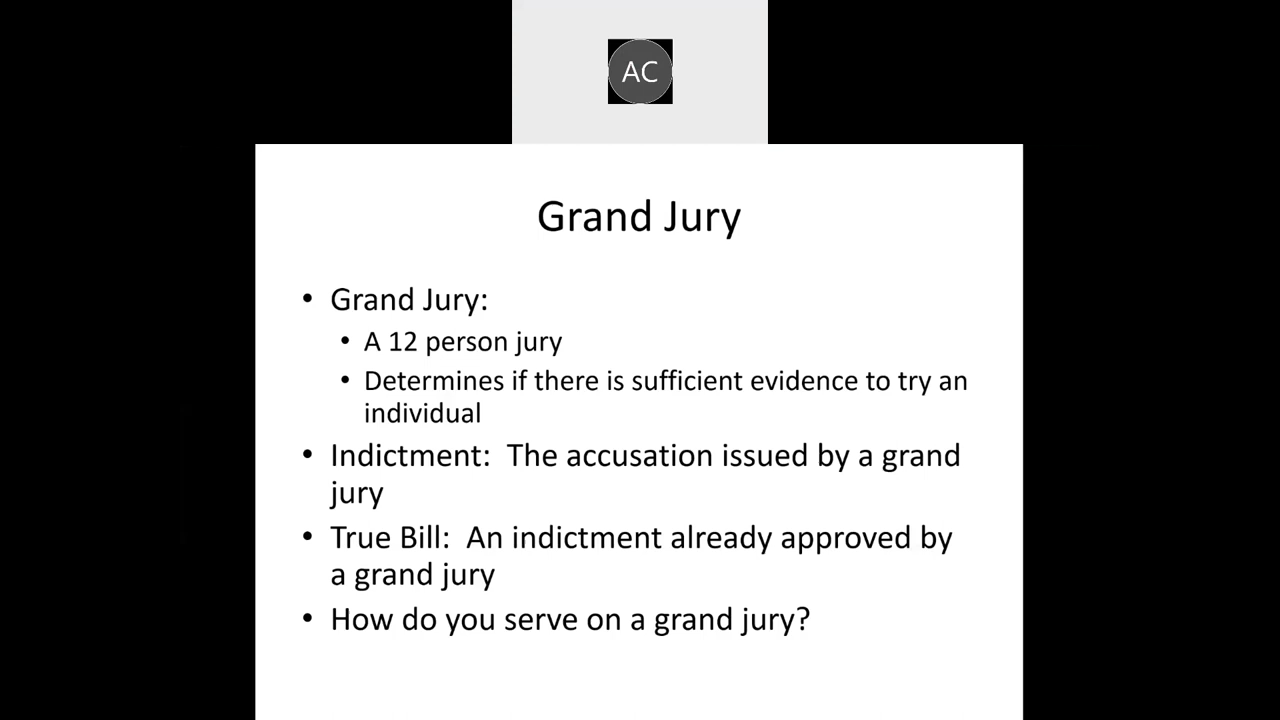 AC
Grand Jury
• Grand Jury:
• A 12 person jury
• Determines if there is sufficient evidence to try an
individual
• Indictment:  The accusation issued by a grand
jury
• True Bill:  An indictment already approved by
a grand jury
• How do you serve on a grand jury?